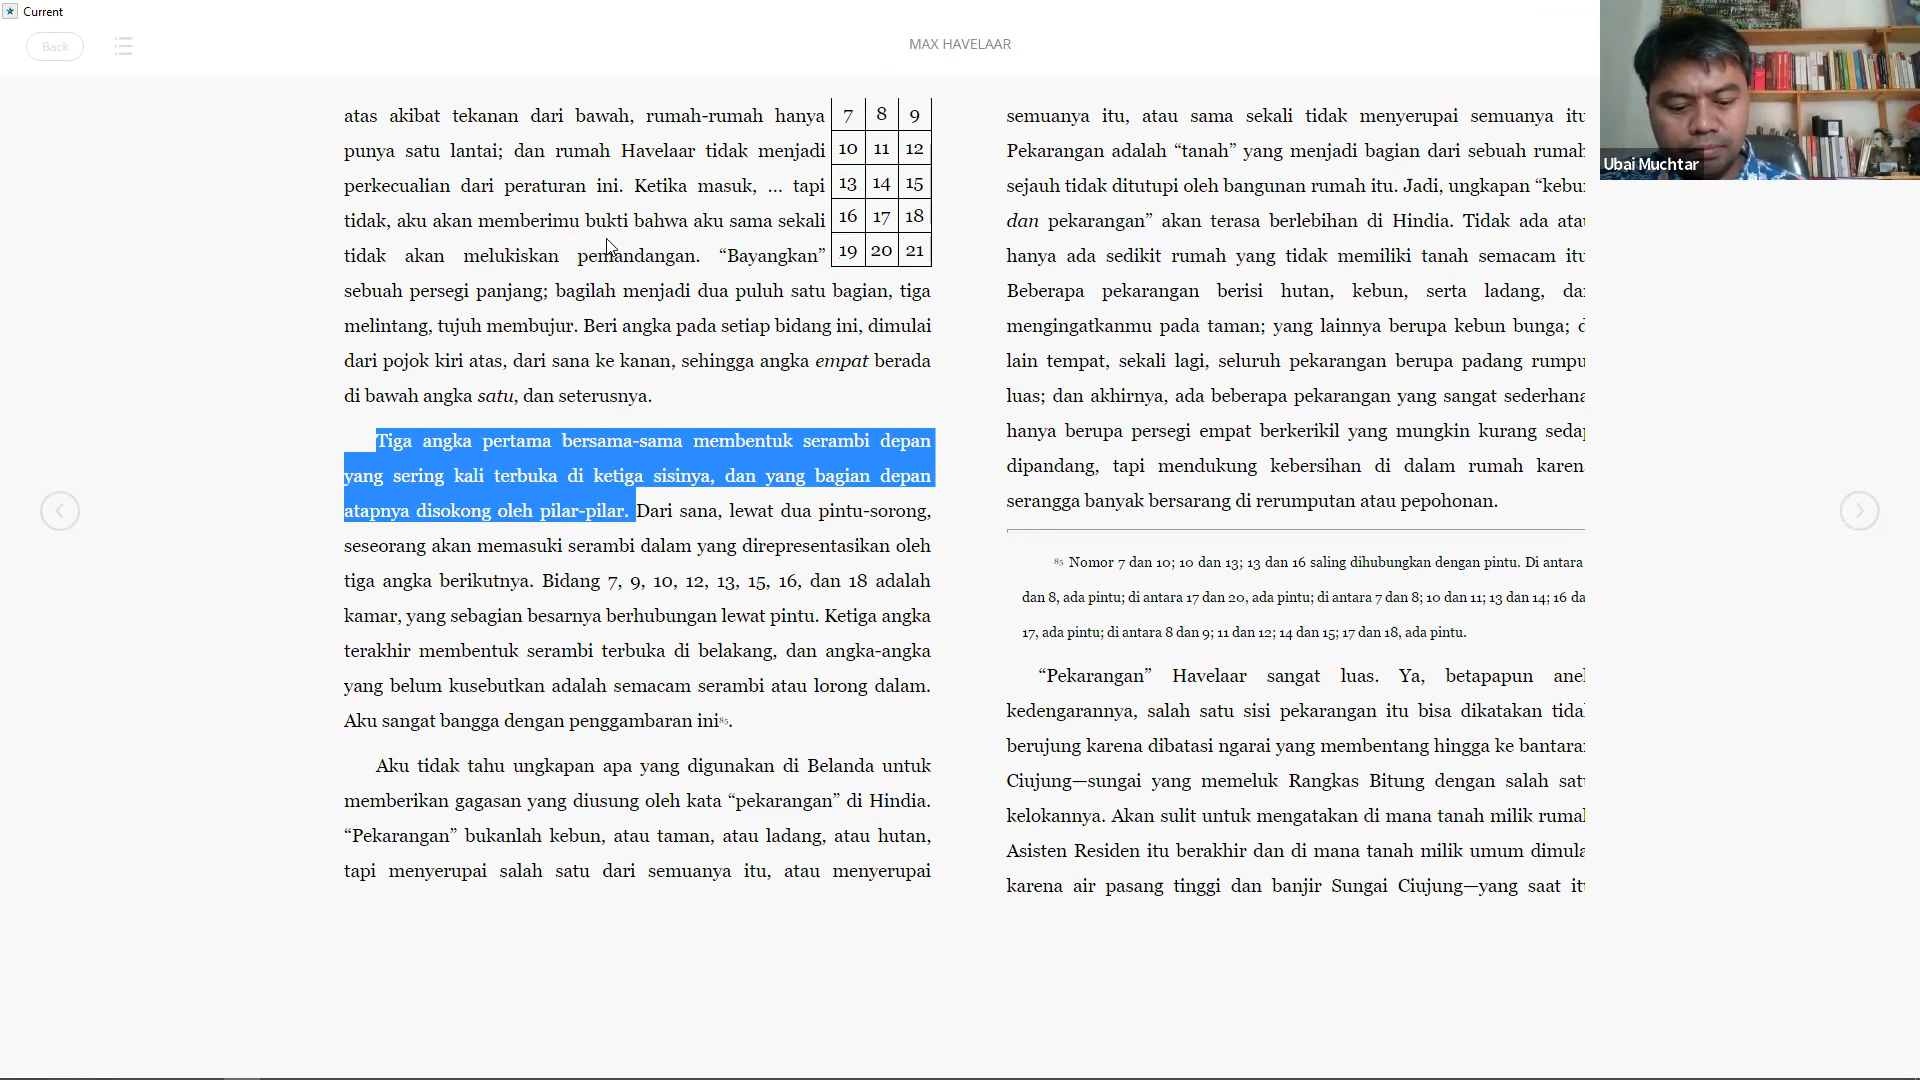 Current
Back
MAX HAVELAAR
Ubai Muchtar
atas akibat tekanan dari bawah, rumah-rumah hanya
punya satu lantai; dan rumah Havelaar tidak menjadi
perkecualian dari peraturan ini. Ketika masuk, ... tapi
tidak, aku akan memberimu bukti bahwa aku sama sekali
tidak akan melukiskan pemandangan. “Bayangkan”
7 8 9
10 11 12
13 14 15
16 17 18
19 20 21
sebuah persegi panjang; bagilah menjadi dua puluh satu bagian, tiga
melintang, tujuh membujur. Beri angka pada setiap bidang ini, dimulai
dari pojok kiri atas, dari sana ke kanan, sehingga angka empat berada
di bawah angka satu, dan seterusnya.
Tiga angka pertama bersama-sama membentuk serambi depan
yang sering kali terbuka di ketiga sisinya, dan yang bagian depan
atapnya disokong oleh pilar-pilar. Dari sana, lewat dua pintu-sorong,
seseorang akan memasuki serambi dalam yang direpresentasikan oleh
tiga angka berikutnya. Bidang 7, 9, 10, 12, 13, 15, 16, dan 18 adalah
kamar, yang sebagian besarnya berhubungan lewat pintu. Ketiga angka
terakhir membentuk serambi terbuka di belakang, dan angka-angka
yang belum kusebutkan adalah semacam serambi atau lorong dalam.
Aku sangat bangga dengan penggambaran ini85.
Aku tidak tahu ungkapan apa yang digunakan di Belanda untuk
memberikan gagasan yang diusung oleh kata “pekarangan” di Hindia.
“Pekarangan” bukanlah kebun, atau taman, atau ladang, atau hutan,
tapi menyerupai salah satu dari semuanya itu, atau menyerupai
semuanya itu, atau sama sekali tidak menyerupai semuanya itu
Pekarangan adalah “tanah” yang menjadi bagian dari sebuah rumah
sejauh tidak ditutupi oleh bangunan rumah itu. Jadi, ungkapan “kebu
dan pekarangan” akan terasa berlebihan di Hindia. Tidak ada ata
hanya ada sedikit rumah yang tidak memiliki tanah semacam itu
Beberapa pekarangan berisi hutan, kebun, serta ladang, da
mengingatkanmu pada taman; yang lainnya berupa kebun bunga; d
lain tempat, sekali lagi, seluruh pekarangan berupa padang rumpu
luas; dan akhirnya, ada beberapa pekarangan yang sangat sederhana
hanya berupa persegi empat berkerikil yang mungkin kurang sedap
dipandang, tapi mendukung kebersihan di dalam rumah karen
serangga banyak bersarang di rerumputan atau pepohonan.
85 Nomor 7 dan 10; 10 dan 13; 13 dan 16 saling dihubungkan dengan pintu. Di antara
dan 8, ada pintu; di antara 17 dan 20, ada pintu; di antara 7 dan 8; 10 dan 11; 13 dan 14; 16 da
17, ada pintu; di antara 8 dan 9; 11 dan 12; 14 dan 15; 17 dan 18, ada pintu.
“Pekarangan” Havelaar sangat luas. Ya, betapapun ane
kedengarannya, salah satu sisi pekarangan itu bisa dikatakan tida
berujung karena dibatasi ngarai yang membentang hingga ke bantara
Ciujung—sungai yang memeluk Rangkas Bitung dengan salah sat
kelokannya. Akan sulit untuk mengatakan di mana tanah milik ruma
Asisten Residen itu berakhir dan di mana tanah milik umum dimula
karena air pasang tinggi dan banjir Sungai Ciujung—yang saat it